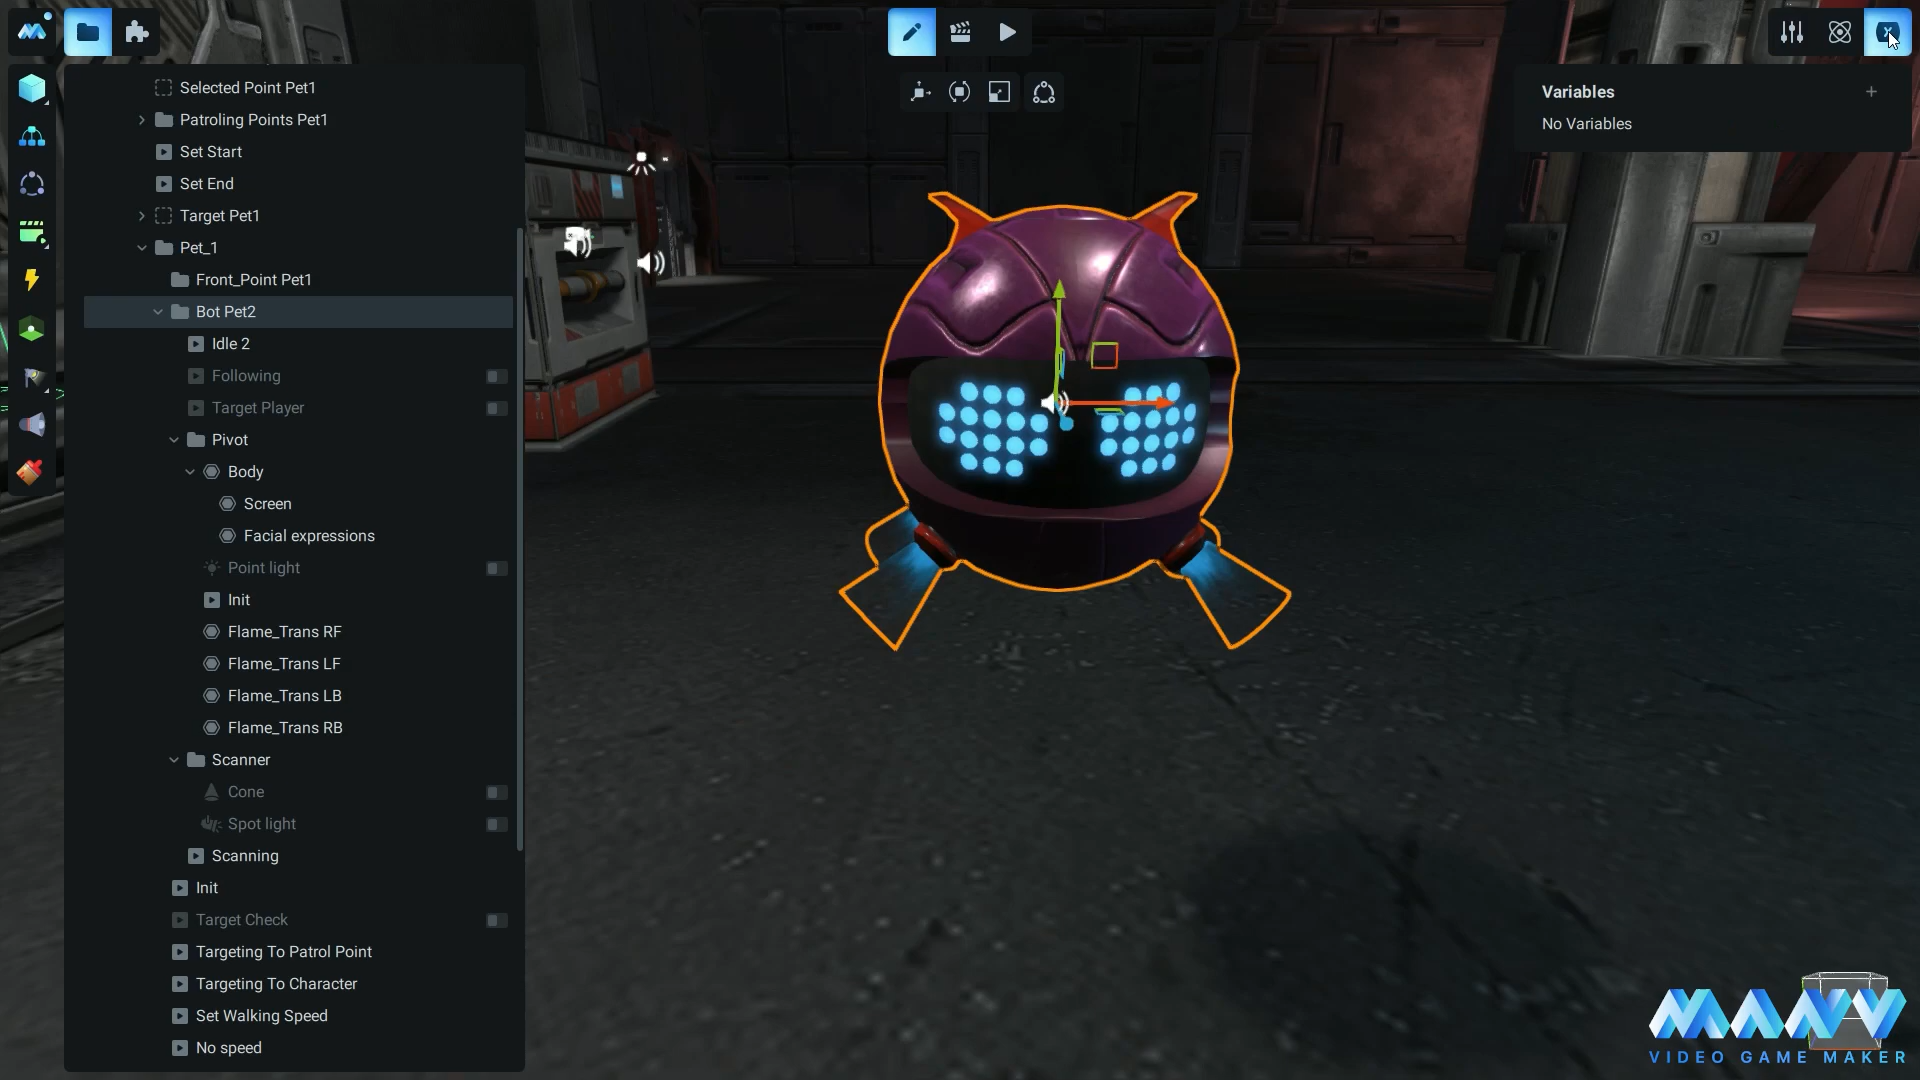 Selected Point Pet1
Patroling Points Pet1
Set Start
Set End
Target Pet1
Pet_1
Front_Point Pet1
Bot Pet2
Idle 2
Following
Target Player
Pivot
Body
Screen
Facial expressions
Point light
Init
Flame_Trans RF
Flame_Trans LF
Flame_Trans LB
Flame_Trans RB
Scanner
Cone
Spot light
Scanning
Init
Target Check
Targeting To Patrol Point
Targeting To Character
Set Walking Speed
No speed
Variables
No Variables
MANU
VIDEO GAME MAKER